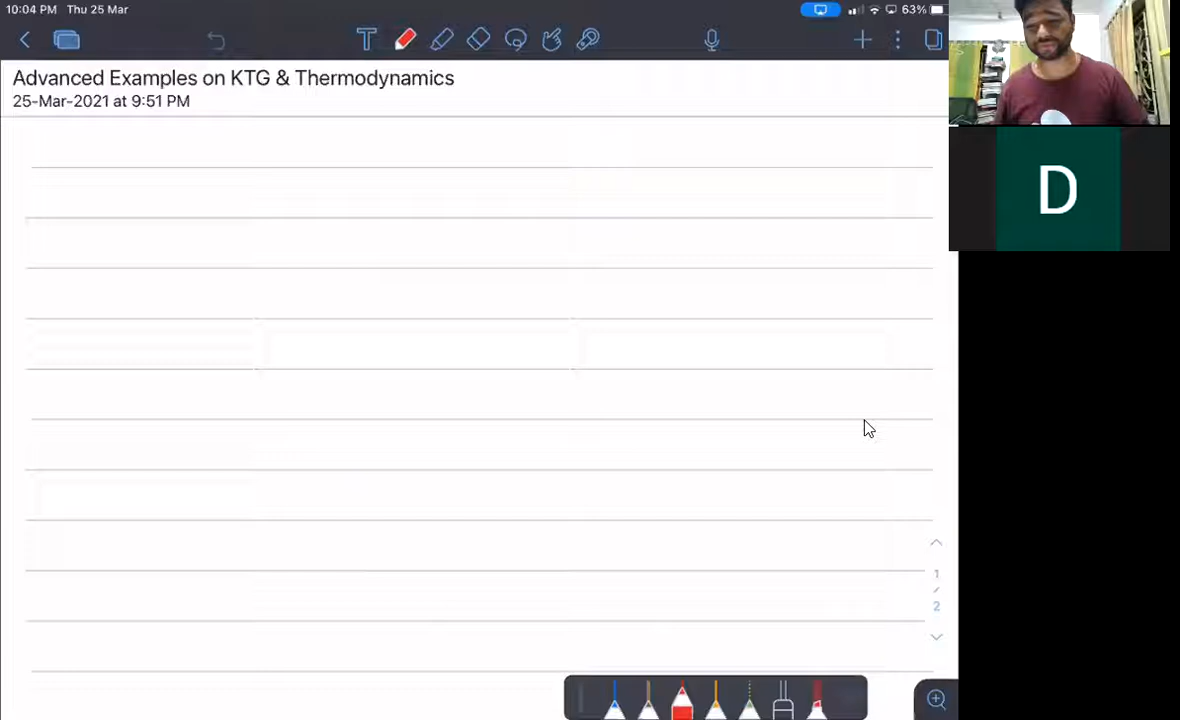 10:04 PM Thu 25 Mar
63%
T
Advanced Examples on KTG & Thermodynamics
25-Mar-2021 at 9:51 PM
D
1
/
2